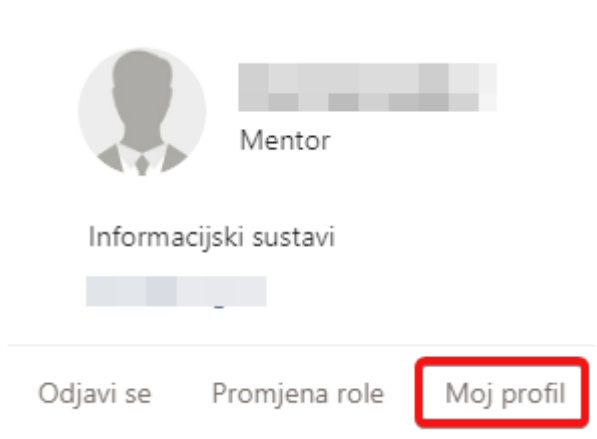 Mentor
Informacijski sustavi
Odjavi se Promjena role Moj profil